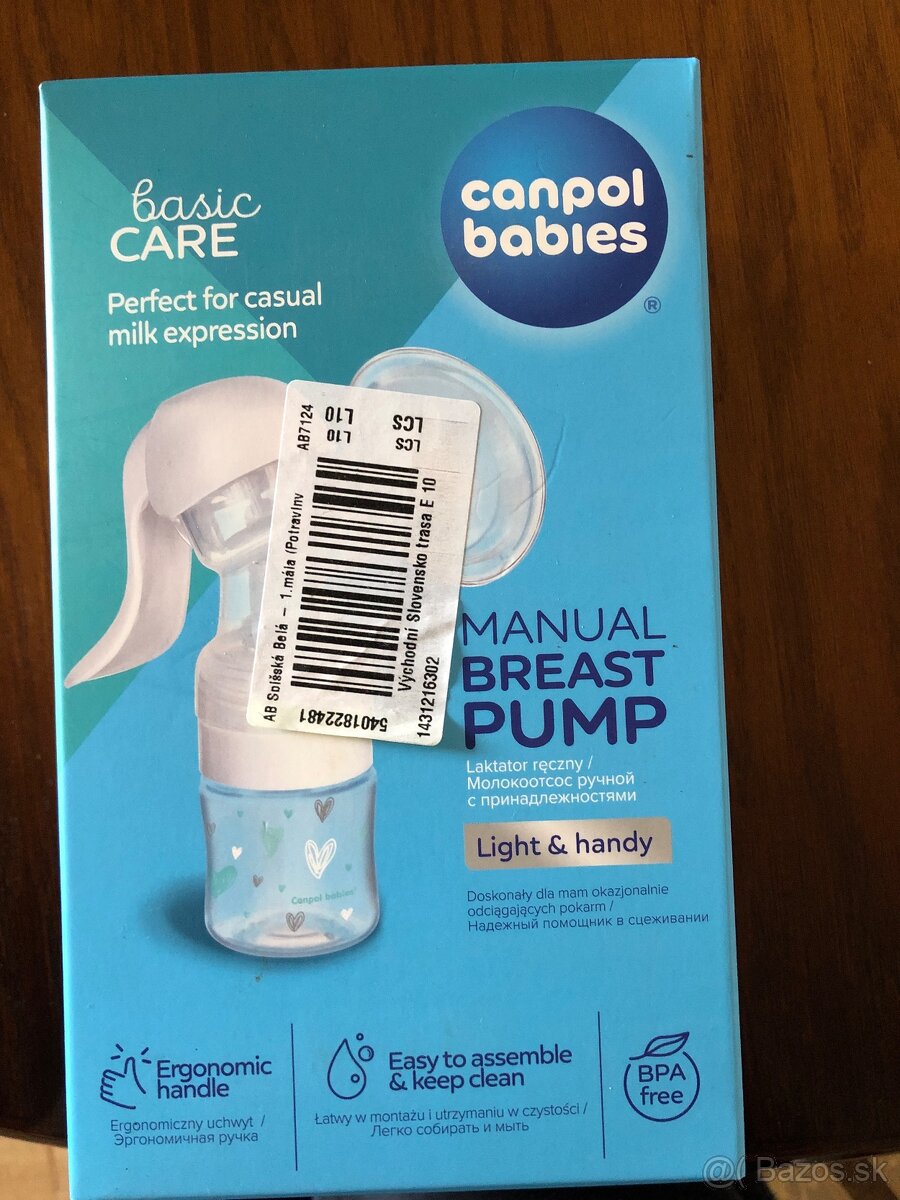 basic
CARE
Perfect for casual
milk expression
canpol
babies
®
AB7124
L10
LCS
L10
LCS
AB Spišská Belá - 1.mája (Potraviny
Východní Slovensko trasa E 10
5401822481
1431216302
MANUAL
BREAST
PUMP
Laktator ręczny /
Молокоотсос ручной
с принадлежностями
Light & handy
Doskonały dla mam okazjonalnie
odciągających pokarm /
Надежный помощник в сцеживании
Canpol babies®
Ergonomic
handle
Ergonomiczny uchwyt /
Эргономичная ручка
Easy to assemble
& keep clean
Łatwy w montażu i utrzymaniu w czystości /
Легко собирать и мыть
BPA
free
Bazos.sk